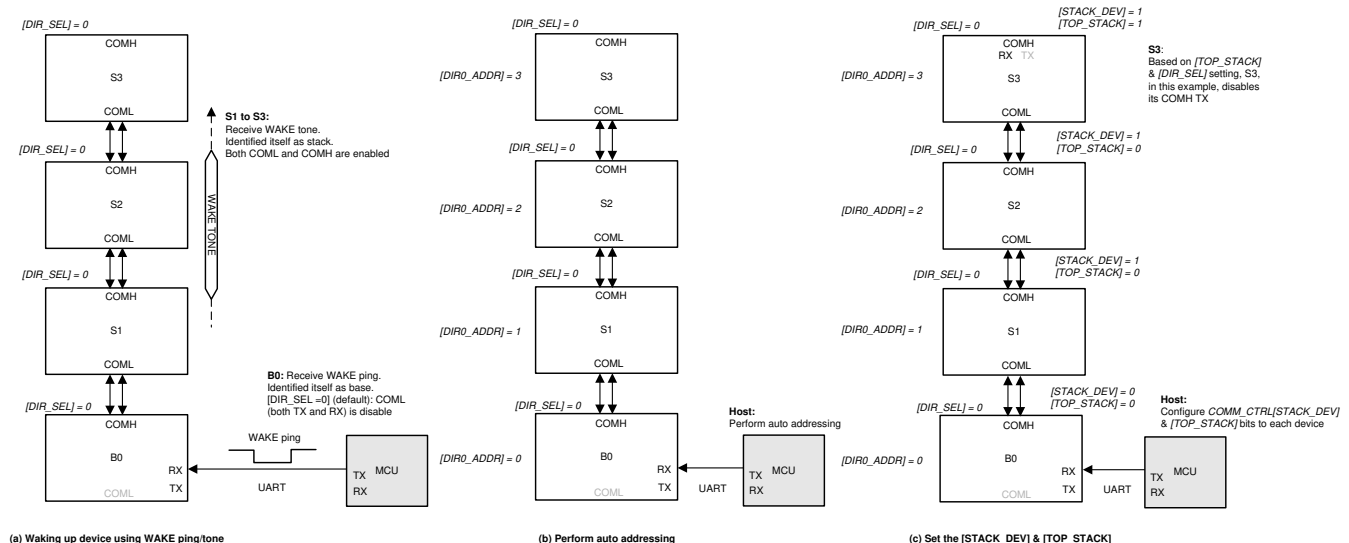 [DIR_SEL] = 0
COMH
S3
COML
S1 to S3:
Receive WAKE tone.
Identified itself as stack.
Both COML and COMH are enabled
[DIR_SEL] = 0
COMH
S2
COML
WAKE TONE
[DIR_SEL] = 0
COMH
S1
COML
B0: Receive WAKE ping.
Identified itself as base.
[DIR_SEL =0] (default): COML
(both TX and RX) is disable
[DIR_SEL] = 0
COMH
B0
RX
TX
COML
WAKE ping
UART
TX MCU
RX
(a) Waking up device using WAKE ping/tone
[DIR_SEL] = 0
COMH
[DIR0_ADDR] = 3
S3
COML
[DIR_SEL] = 0
COMH
[DIR0_ADDR] = 2
S2
COML
[DIR_SEL] = 0
COMH
[DIR0_ADDR] = 1
S1
COML
[DIR_SEL] = 0
COMH
[DIR0_ADDR] = 0
B0
RX
TX
COML
Host:
Perform auto addressing
UART
TX MCU
RX
(b) Perform auto addressing
[STACK_DEV] = 1
[TOP_STACK] = 1
[DIR_SEL] = 0
COMH
RX TX
[DIR0_ADDR] = 3
S3
COML
S3:
Based on [TOP_STACK]
& [DIR_SEL] setting, S3,
in this example, disables
its COMH TX
[STACK_DEV] = 1
[TOP_STACK] = 0
[DIR_SEL] = 0
COMH
[DIR0_ADDR] = 2
S2
COML
[STACK_DEV] = 1
[TOP_STACK] = 0
[DIR_SEL] = 0
COMH
[DIR0_ADDR] = 1
S1
COML
[STACK_DEV] = 0
[TOP_STACK] = 0
[DIR_SEL] = 0
COMH
[DIR0_ADDR] = 0
B0
RX
TX
COML
Host:
Configure COMM_CTRL[STACK_DEV]
& [TOP_STACK] bits to each device
UART
TX MCU
RX
(c) Set the [STACK_DEV] & [TOP_STACK]